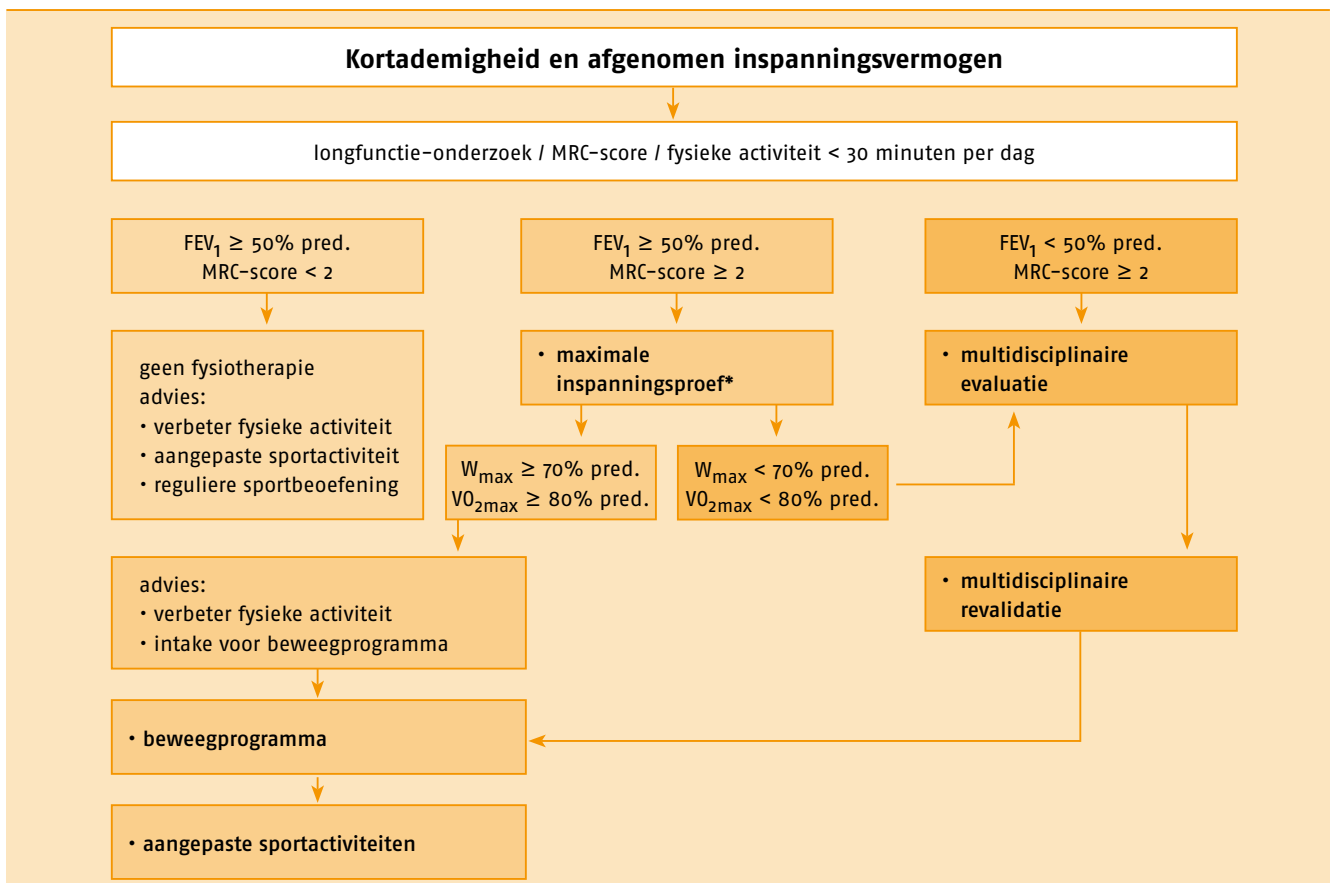 Kortademigheid en afgenomen inspanningsvermogen
longfunctie-onderzoek / MRC-score / fysieke activiteit < 30 minuten per dag
FEV1 ≥ 50% pred.
MRC-score < 2
FEV1 ≥ 50% pred.
MRC-score ≥ 2
FEV1 < 50% pred.
MRC-score ≥ 2
geen fysiotherapie
advies:
• verbeter fysieke activiteit
• aangepaste sportactiviteit
• reguliere sportbeoefening
• maximale
inspanningsproef*
• multidisciplinaire
evaluatie
Wmax ≥ 70% pred.
VO2max ≥ 80% pred.
Wmax < 70% pred.
VO2max < 80% pred.
advies:
• verbeter fysieke activiteit
• intake voor beweegprogramma
• multidisciplinaire
revalidatie
• beweegprogramma
• aangepaste sportactiviteiten